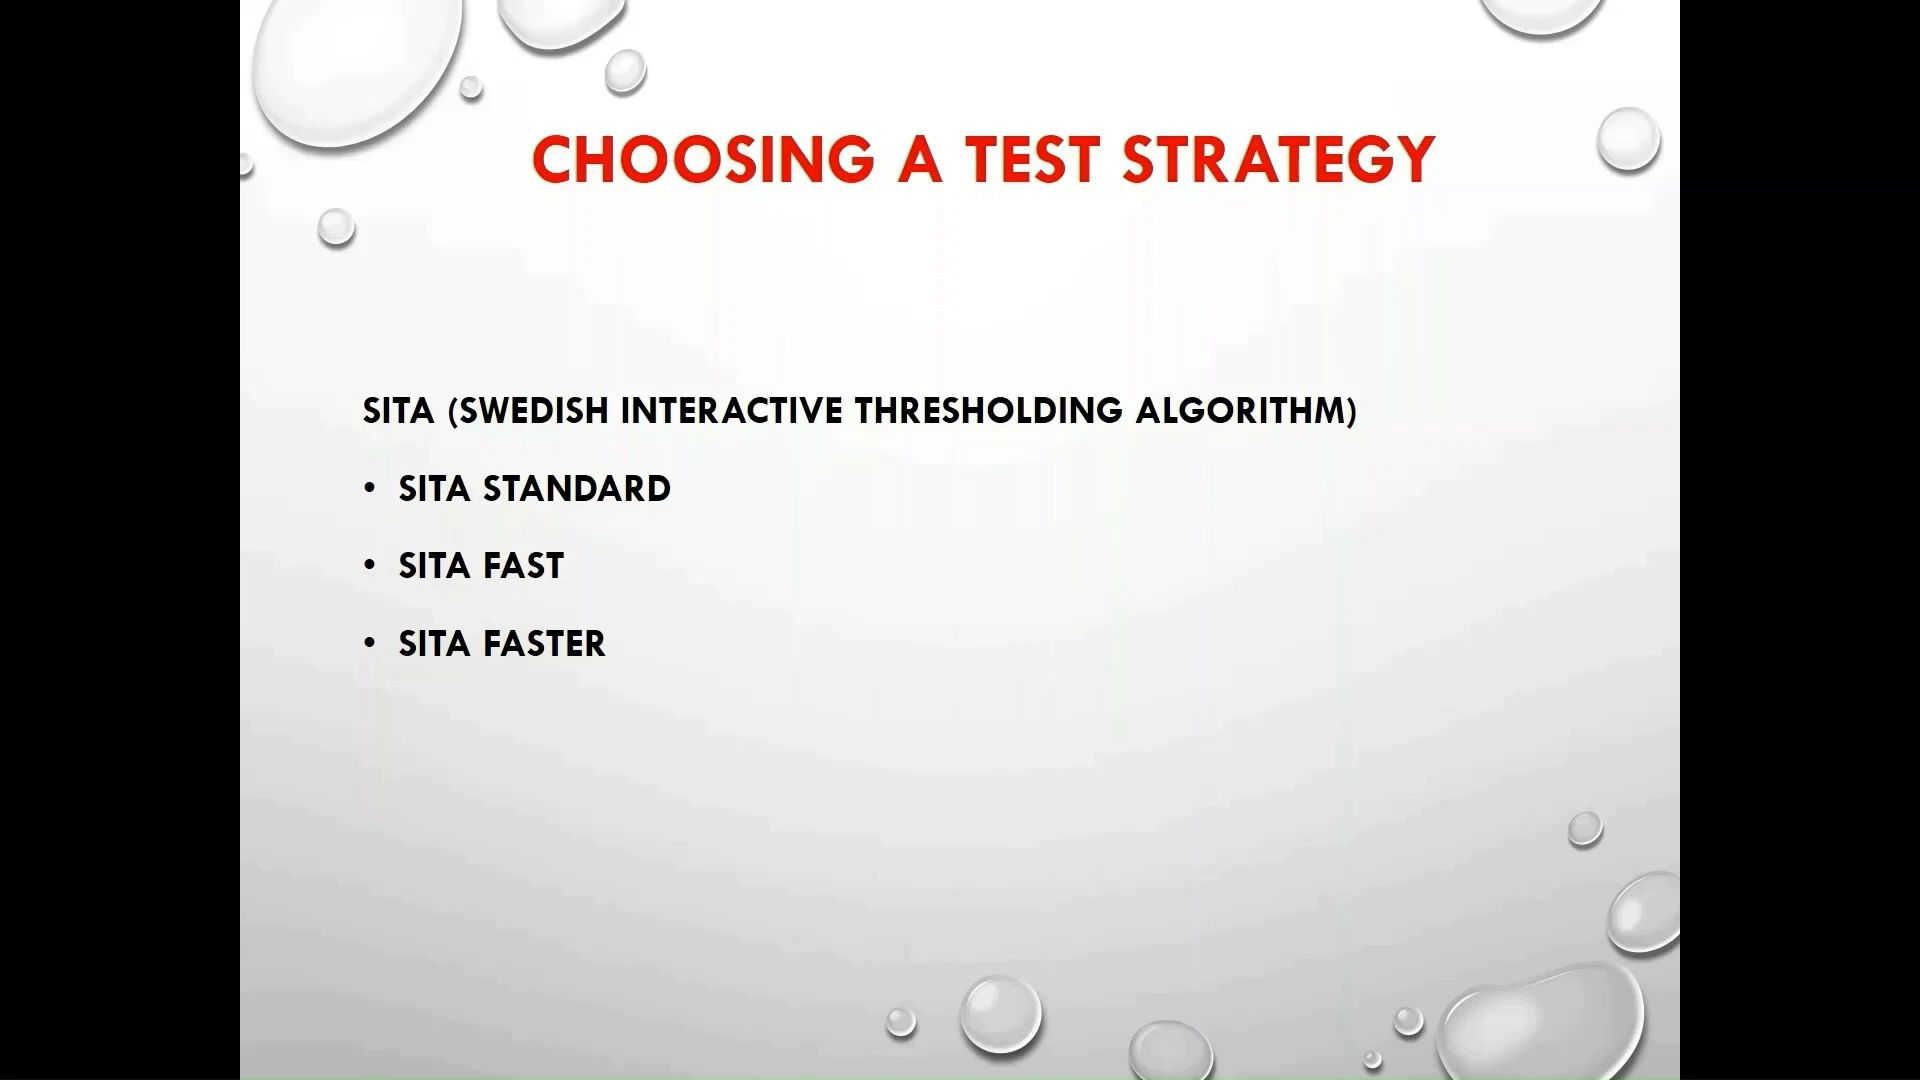 CHOOSING A TEST STRATEGY
SITA (SWEDISH INTERACTIVE THRESHOLDING ALGORITHM)
• SITA STANDARD
• SITA FAST
• SITA FASTER